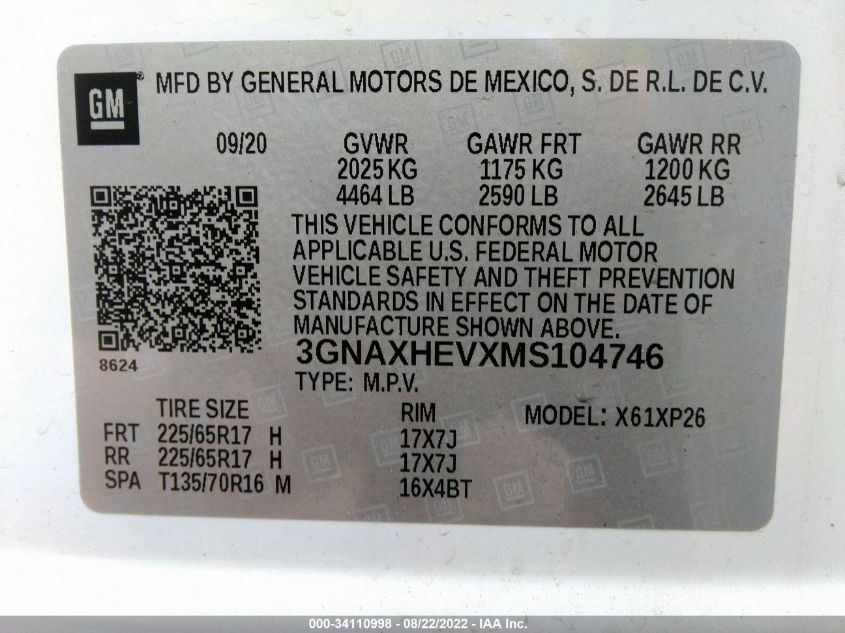 GM ® MFD BY GENERAL MOTORS DE MEXICO, S. DE R.L. DE C.V.
09/20 GVWR GAWR FRT GAWR RR
2025 KG 1175 KG 1200 KG
4464 LB 2590 LB 2645 LB
THIS VEHICLE CONFORMS TO ALL
APPLICABLE U.S. FEDERAL MOTOR
VEHICLE SAFETY AND THEFT PREVENTION
STANDARDS IN EFFECT ON THE DATE OF
MANUFACTURE SHOWN ABOVE.
8624 3GNAXHEVXMS104746
TYPE: M.P.V.
TIRE SIZE RIM MODEL: X61XP26
FRT 225/65R17 H 17X7J
RR 225/65R17 H 17X7J
SPA T135/70R16 M 16X4BT
000-34110998 - 08/22/2022 - IAA Inc.